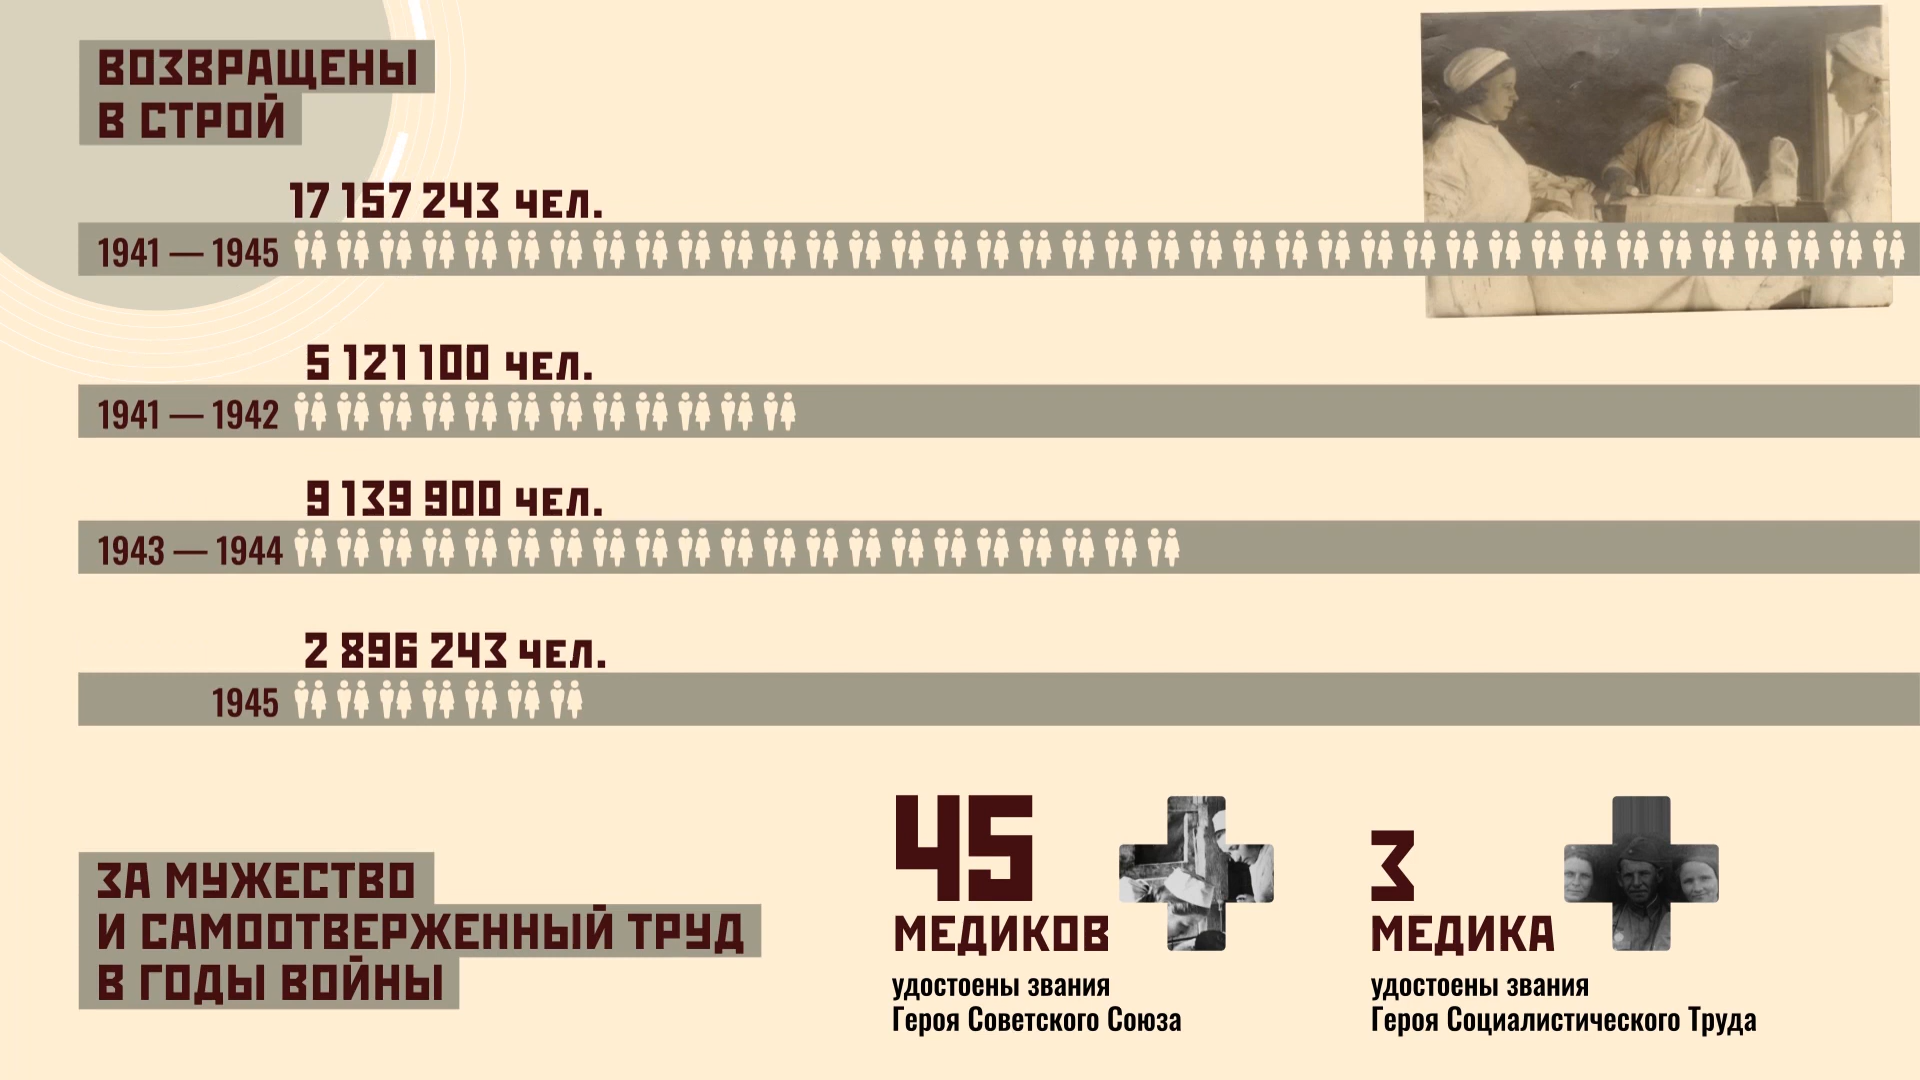 ВОЗВРАЩЕНЫ
В СТРОЙ
17 157 243 чел.
1941 — 1945
5 121 100 чел.
1941 — 1942
9 139 900 чел.
1943 — 1944
2 896 243 чел.
1945
ЗА МУЖЕСТВО
И САМООТВЕРЖЕННЫЙ ТРУД
В ГОДЫ ВОЙНЫ
45
МЕДИКОВ
удостоены звания
Героя Советского Союза
3
МЕДИКА
удостоены звания
Героя Социалистического Труда